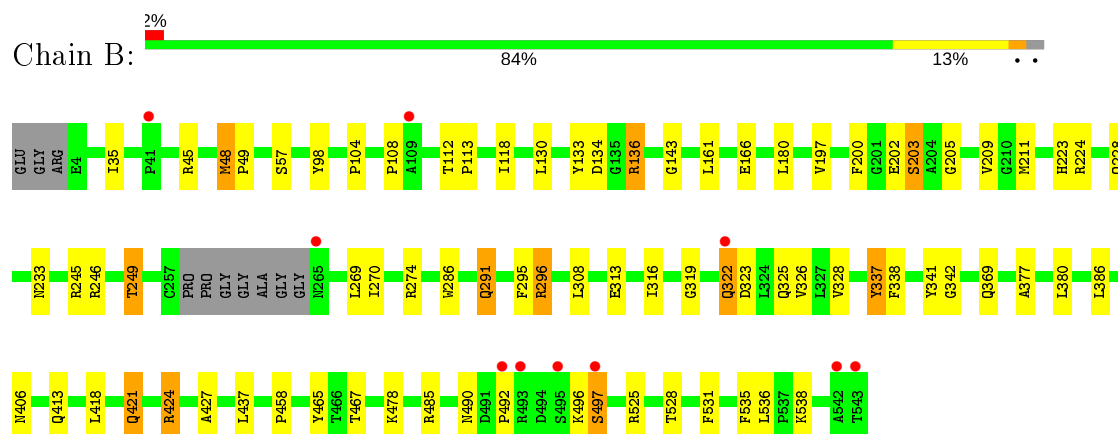 2%
Chain B:
84% 13% • •
GLU GLY ARG E4 I35 P41 R45 M48 P49 S57 Y98 P104 P108 A109 T112 P113 I118 L130 Y133 D134 G135 R136 G143 L161 E166 L180 V197 F200 G201 E202 S203 A204 G205 V209 G210 M211 H223 R224
N233 R245 R246 T249 C257 PRO PRO GLY GLY ALA GLY GLY N265 L269 I270 R274 W286 Q291 F295 R296 L308 E313 I316 G319 Q322 D323 L324 Q325 V326 L327 V328 Y337 F338 Y341 G342 Q369 A377 L380 L386
N406 Q413 L418 Q421 R424 A427 L437 P458 Y465 T466 T467 K478 R485 N490 D491 P492 R493 D494 S495 K496 S497 R525 T528 F531 F535 L536 P537 K538 A542 T543